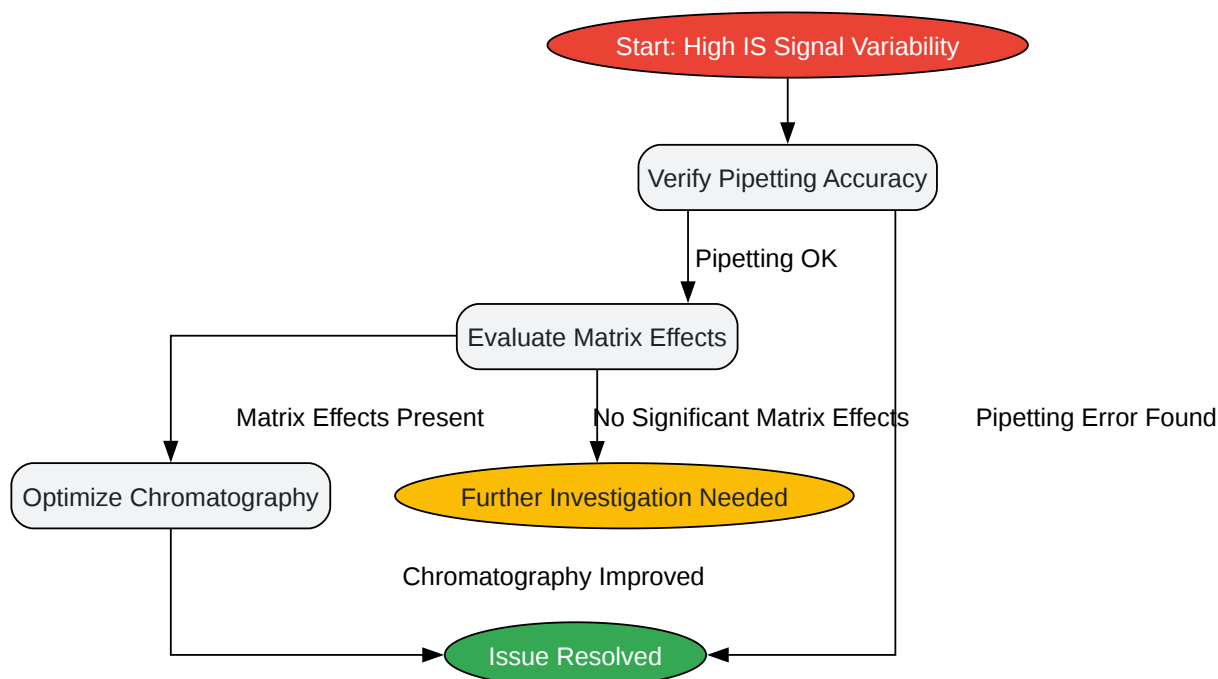 Start: High IS Signal Variability
Verify Pipetting Accuracy
Pipetting OK
Evaluate Matrix Effects
Matrix Effects Present
No Significant Matrix Effects
Pipetting Error Found
Optimize Chromatography
Further Investigation Needed
Chromatography Improved
Issue Resolved